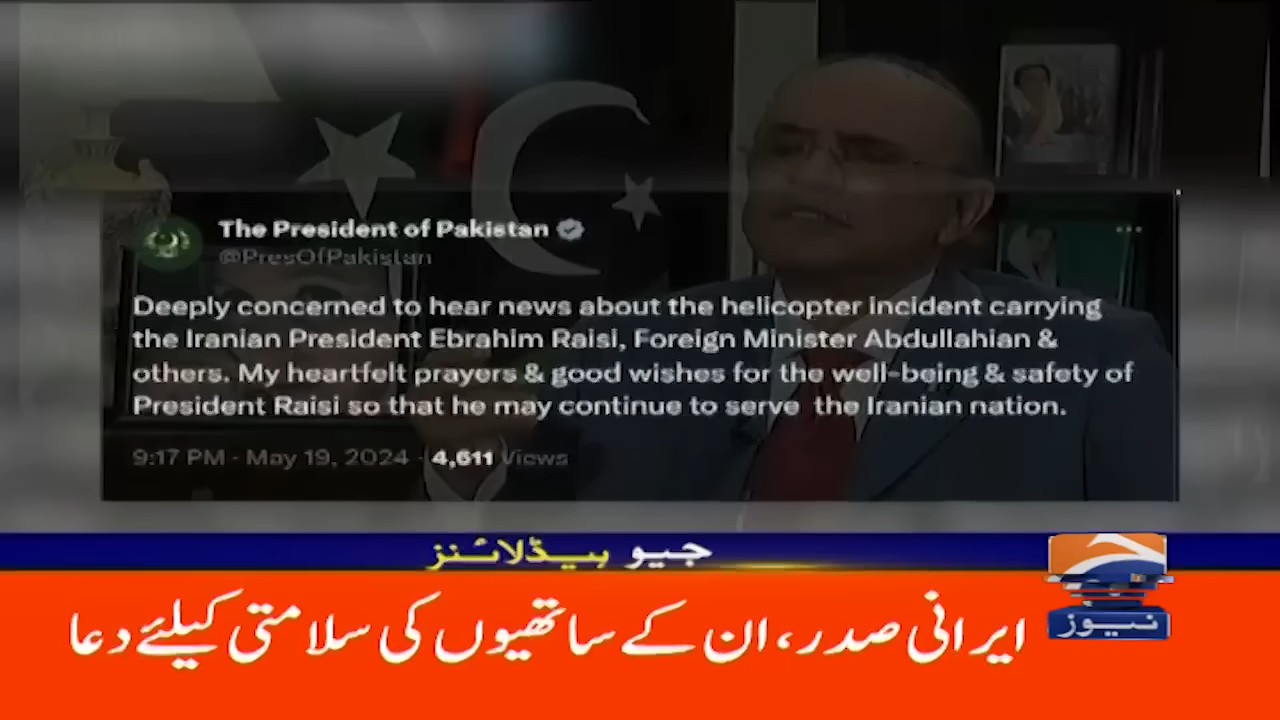 The President of Pakistan
@PresOfPakistan
Deeply concerned to hear news about the helicopter incident carrying
the Iranian President Ebrahim Raisi, Foreign Minister Abdullahian &
others. My heartfelt prayers & good wishes for the well-being & safety of
President Raisi so that he may continue to serve the Iranian nation.
9:17 PM · May 19, 2024 · 4,611 Views
جیو ہیڈلائنز
نیوز
ایرانی صدر، ان کے ساتھیوں کی سلامتی کیلئے دعا